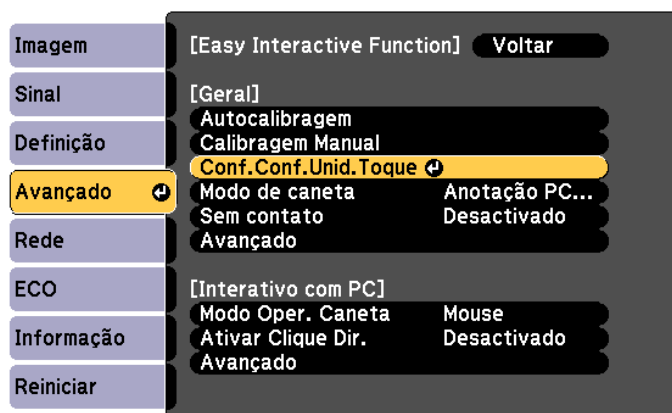 Imagem
Sinal
Definição
Avançado
Rede
ECO
Informação
Reiniciar
[Easy Interactive Function] Voltar
[Geral]
Autocalibragem
Calibragem Manual
Conf.Conf.Unid.Toque
Modo de caneta Anotação PC...
Sem contato Desactivado
Avançado
[Interativo com PC]
Modo Oper. Caneta Mouse
Ativar Clique Dir. Desactivado
Avançado